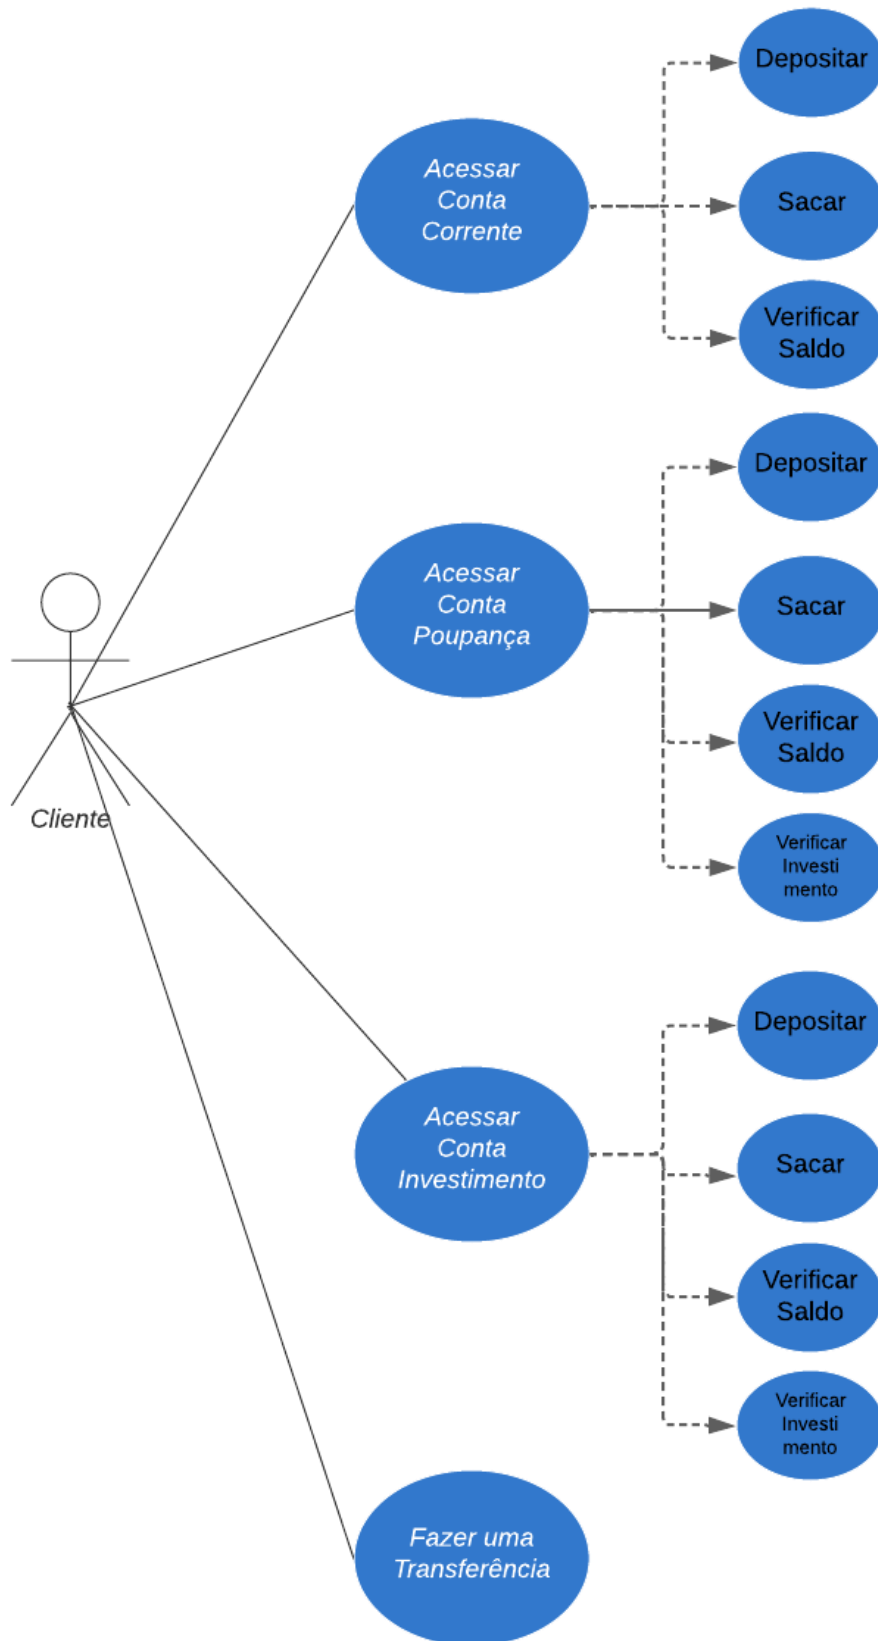 Depositar
Acessar
Conta
Corrente
Sacar
Verificar
Saldo
Depositar
Acessar
Conta
Poupança
Sacar
Verificar
Saldo
Cliente
Verificar
Investi
mento
Depositar
Acessar
Conta
Investimento
Sacar
Verificar
Saldo
Verificar
Investi
mento
Fazer uma
Transferência